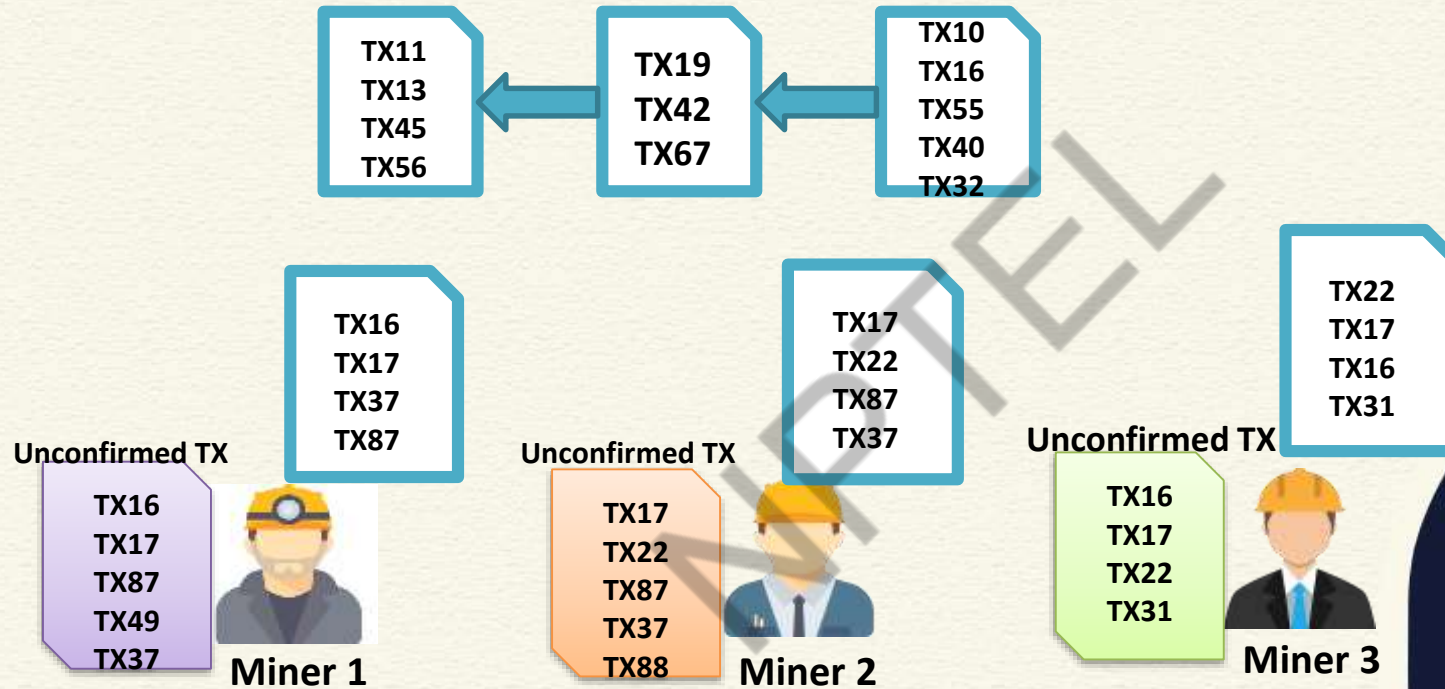 TX11
TX13
TX45
TX56
TX19
TX42
TX67
TX10
TX16
TX55
TX40
TX32
TX16
TX17
TX37
TX87
TX17
TX22
TX87
TX37
TX22
TX17
TX16
TX31
Unconfirmed TX
TX16
TX17
TX87
TX49
TX37
Miner 1
Unconfirmed TX
TX17
TX22
TX87
TX37
TX88
Miner 2
Unconfirmed TX
TX16
TX17
TX22
TX31
Miner 3
NPTEL